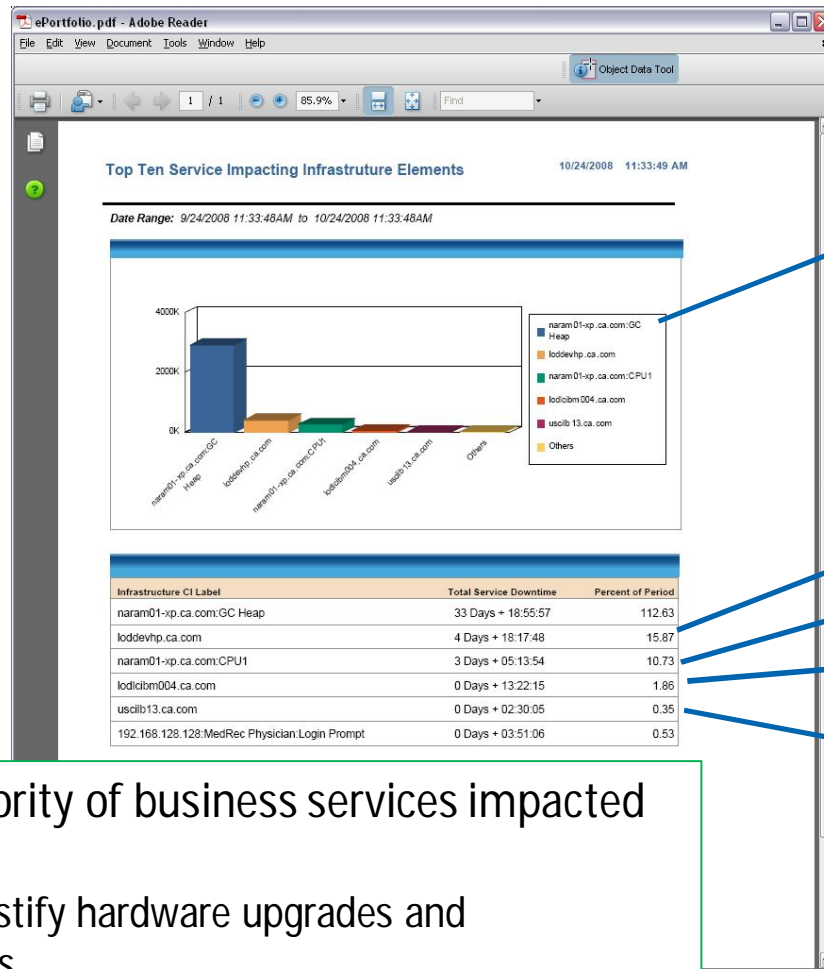 ePortfolio.pdf - Adobe Reader
File Edit View Document Tools Window Help
Object Data Tool
1 / 1 85.9% Find
Top Ten Service Impacting Infrastruture Elements 10/24/2008 11:33:49 AM
Date Range: 9/24/2008 11:33:48AM to 10/24/2008 11:33:48AM
4000K
2000K
0K
naram01-xp.ca.com:GC Heap
loddevhp.ca.com
naram01-xp.ca.com:CPU1
lodlcibm004.ca.com
uscilb13.ca.com
Others
naram01-xp.ca.com:GC
Heap
loddevhp.ca.com
naram01-xp.ca.com:CPU1
lodlcibm004.ca.com
uscilb13.ca.com
Others
Infrastructure CI Label Total Service Downtime Percent of Period
naram01-xp.ca.com:GC Heap 33 Days + 18:55:57 112.63
loddevhp.ca.com 4 Days + 18:17:48 15.87
naram01-xp.ca.com:CPU1 3 Days + 05:13:54 10.73
lodlcibm004.ca.com 0 Days + 13:22:15 1.86
uscilb13.ca.com 0 Days + 02:30:05 0.35
192.168.128.128:MedRec Physician:Login Prompt 0 Days + 03:51:06 0.53
ority of business services impacted
stify hardware upgrades and